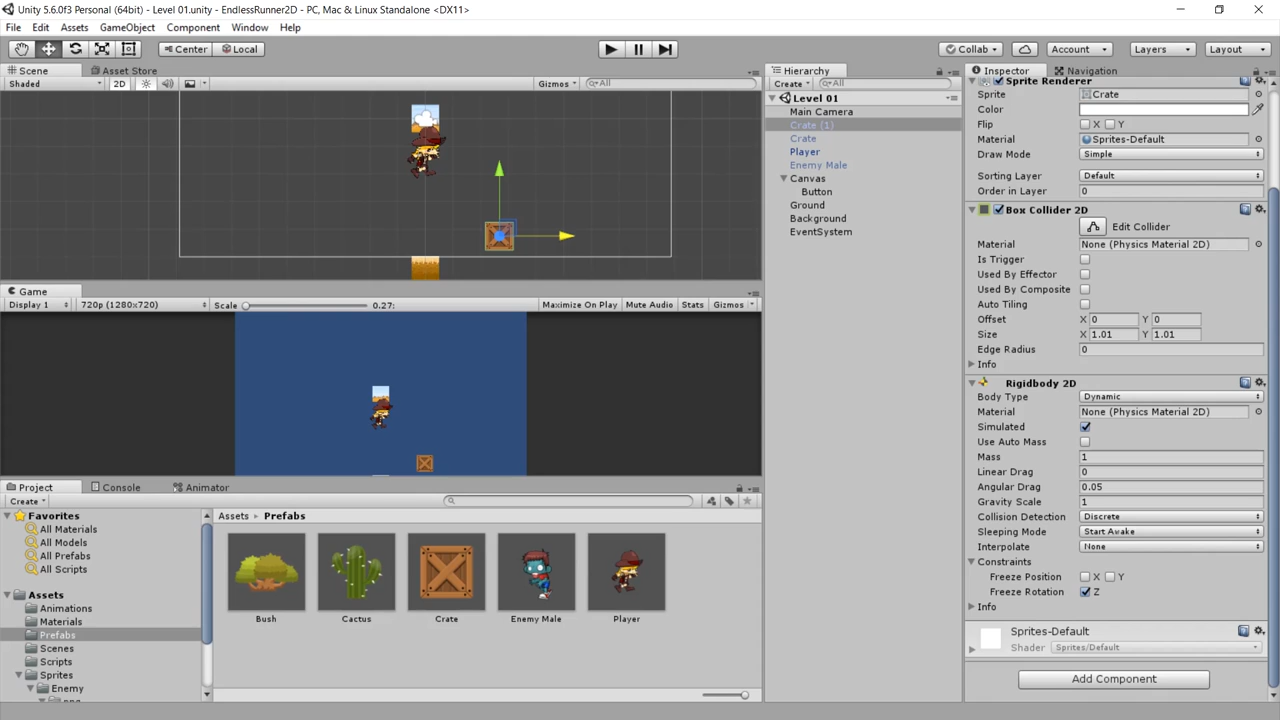 Unity 5.6.0f3 Personal (64bit) - Level 01.unity - EndlessRunner2D - PC, Mac & Linux Standalone <DX11>
File Edit Assets GameObject Component Window Help
Center Local Collab Account Layers Layout
Scene Asset Store
Shaded 2D Gizmos All
Game
Display 1 720p (1280x720) Scale 0.27: Maximize On Play Mute Audio Stats Gizmos
Project Console Animator
Create
Favorites
All Materials
All Models
All Prefabs
All Scripts
Assets
Animations
Materials
Prefabs
Scenes
Scripts
Sprites
Enemy
Assets ▸ Prefabs
Bush Cactus Crate Enemy Male Player
Hierarchy
Create All
Level 01
Main Camera
Crate (1)
Crate
Player
Enemy Male
Canvas
Button
Ground
Background
EventSystem
Inspector Navigation
Sprite Renderer
Sprite Crate
Color
Flip X Y
Material Sprites-Default
Draw Mode Simple
Sorting Layer Default
Order in Layer 0
Box Collider 2D
Edit Collider
Material None (Physics Material 2D)
Is Trigger
Used By Effector
Used By Composite
Auto Tiling
Offset X 0 Y 0
Size X 1.01 Y 1.01
Edge Radius 0
Info
Rigidbody 2D
Body Type Dynamic
Material None (Physics Material 2D)
Simulated
Use Auto Mass
Mass 1
Linear Drag 0
Angular Drag 0.05
Gravity Scale 1
Collision Detection Discrete
Sleeping Mode Start Awake
Interpolate None
Constraints
Freeze Position X Y
Freeze Rotation Z
Info
Sprites-Default
Shader Sprites/Default
Add Component